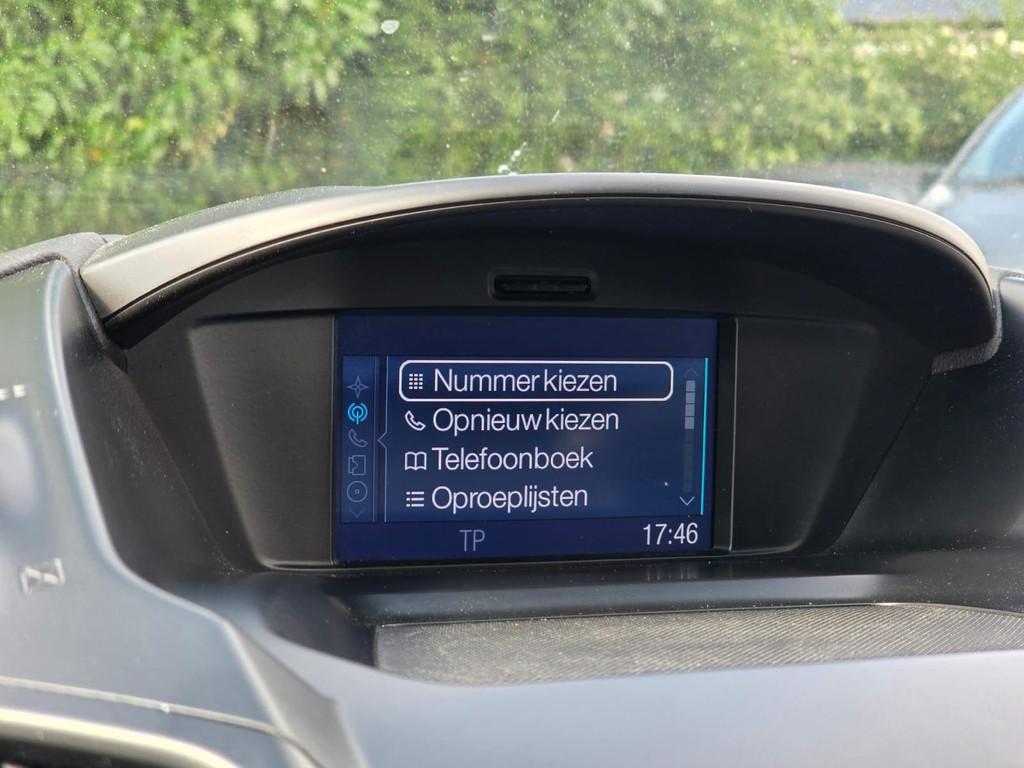 Nummer kiezen
Opnieuw kiezen
Telefoonboek
Oproeplijsten
TP 17:46